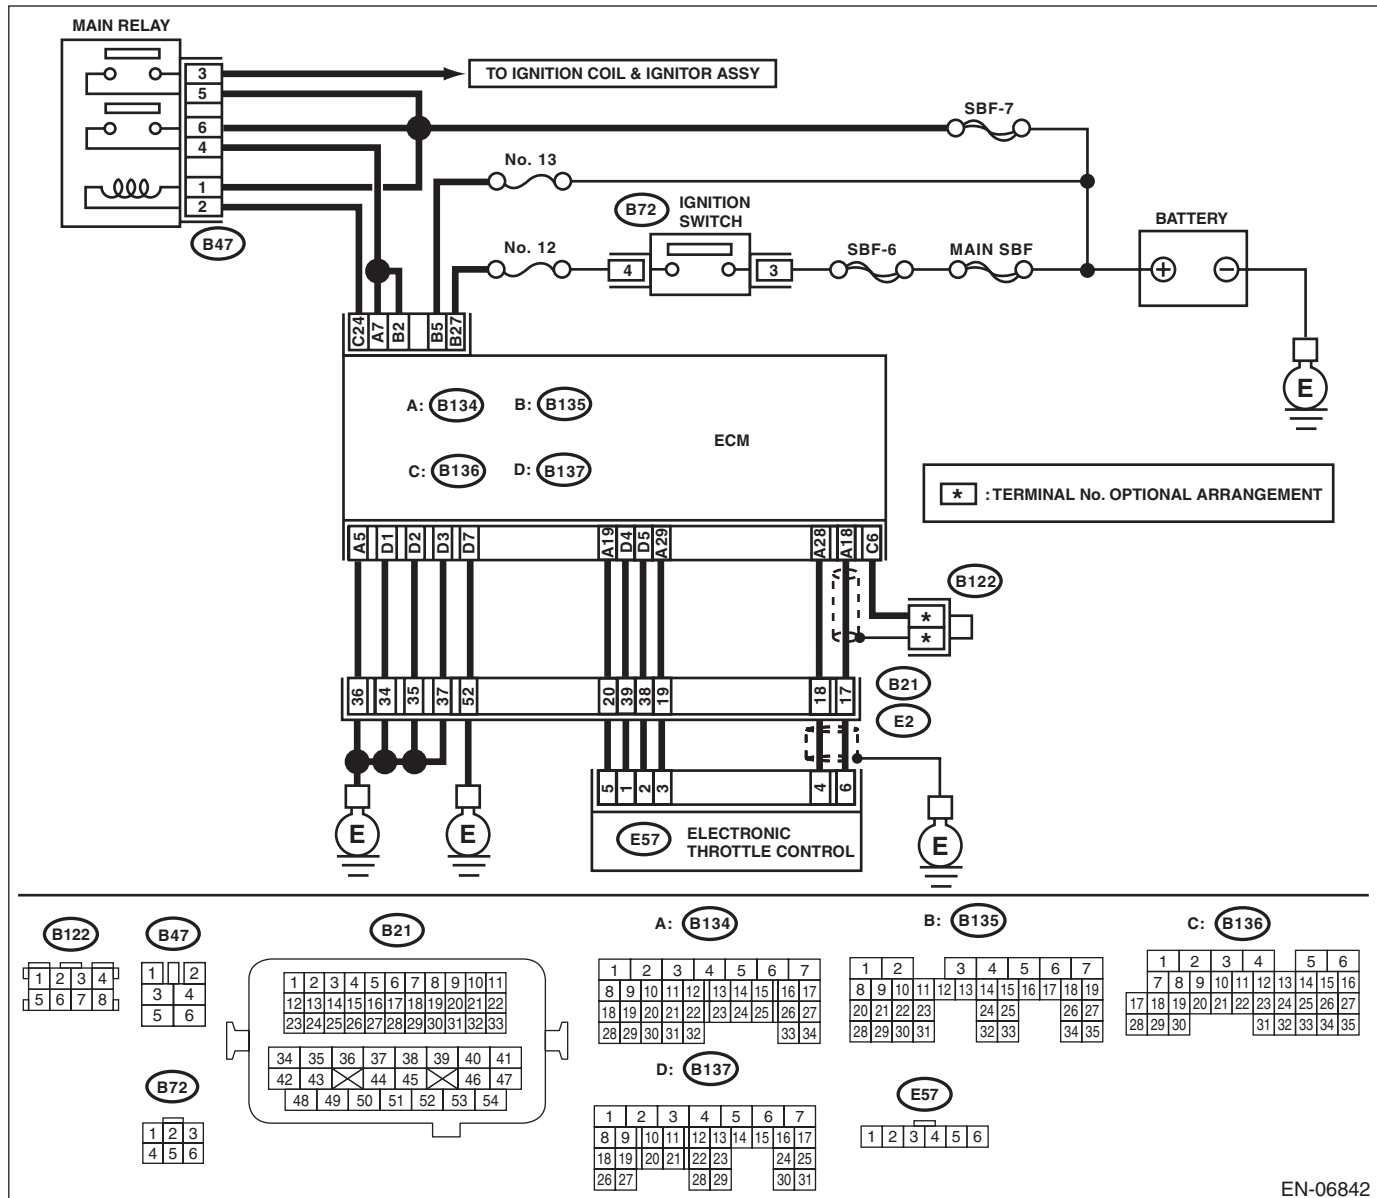 MAIN RELAY
3
TO IGNITION COIL & IGNITOR ASSY
5
6
4
1
2
SBF-7
No. 13
B47
B72
IGNITION
SWITCH
No. 12
4
3
SBF-6
MAIN SBF
BATTERY
+
−
E
C24 A7 B2 B5 B27
A: B134 B: B135
ECM
C: B136 D: B137
* : TERMINAL No. OPTIONAL ARRANGEMENT
A5 D1 D2 D3 D7 A19 D4 D5 A29 A28 A18 C6
B122
*
*
36 34 35 37 52 20 39 38 19 18 17
B21
E2
5 1 2 3 4 6
E E E
E57 ELECTRONIC
THROTTLE CONTROL
B122
1 2 3 4
5 6 7 8
B47
1 2
3 4
5 6
B72
1 2 3
4 5 6
B21
1 2 3 4 5 6 7 8 9 10 11
12 13 14 15 16 17 18 19 20 21 22
23 24 25 26 27 28 29 30 31 32 33
34 35 36 37 38 39 40 41
42 43 44 45 46 47
48 49 50 51 52 53 54
A: B134
1 2 3 4 5 6 7
8 9 10 11 12 13 14 15 16 17
18 19 20 21 22 23 24 25 26 27
28 29 30 31 32 33 34
B: B135
1 2 3 4 5 6 7
8 9 10 11 12 13 14 15 16 17 18 19
20 21 22 23 24 25 26 27
28 29 30 31 32 33 34 35
C: B136
1 2 3 4 5 6
7 8 9 10 11 12 13 14 15 16
17 18 19 20 21 22 23 24 25 26 27
28 29 30 31 32 33 34 35
D: B137
1 2 3 4 5 6 7
8 9 10 11 12 13 14 15 16 17
18 19 20 21 22 23 24 25
26 27 28 29 30 31
E57
1 2 3 4 5 6
EN-06842